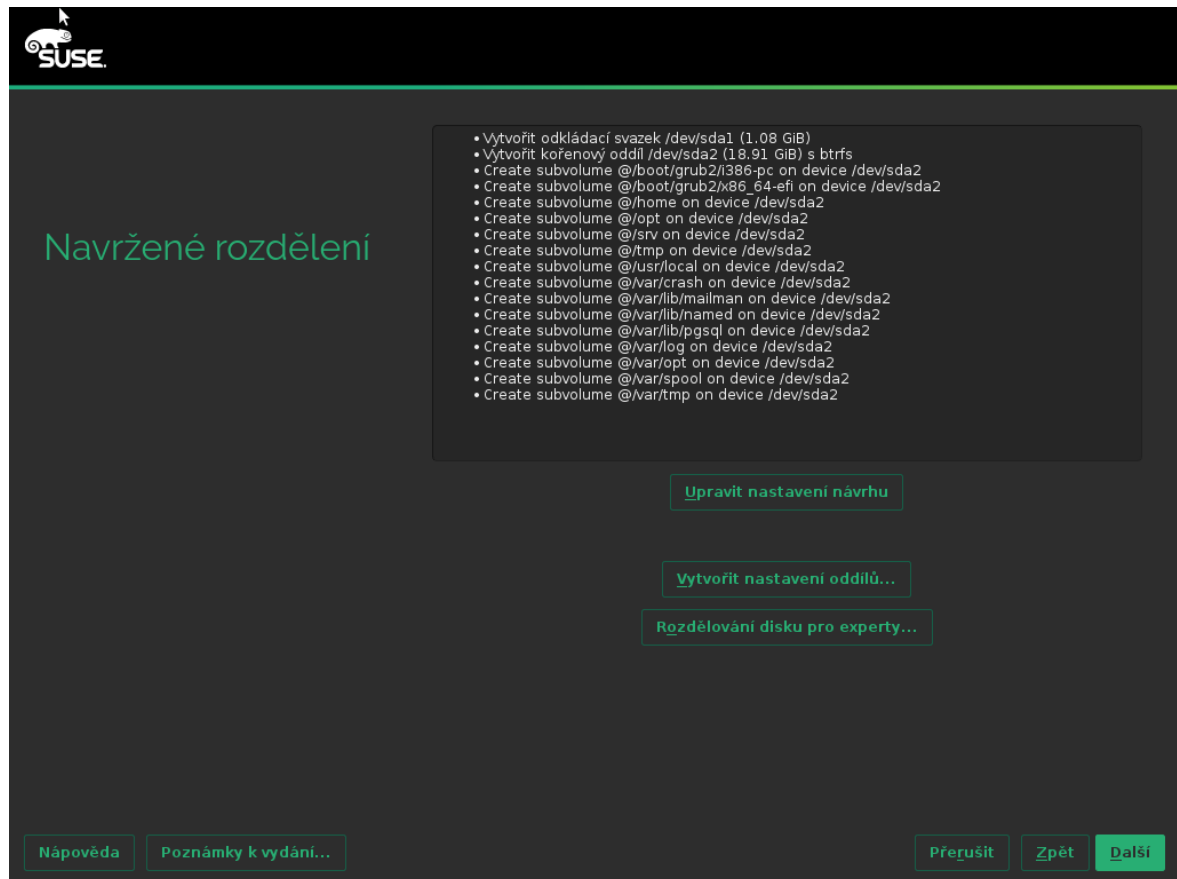 SUSE.
Navržené rozdělení
• Vytvořit odkládací svazek /dev/sda1 (1.08 GiB)
• Vytvořit kořenový oddíl /dev/sda2 (18.91 GiB) s btrfs
• Create subvolume @/boot/grub2/i386-pc on device /dev/sda2
• Create subvolume @/boot/grub2/x86_64-efi on device /dev/sda2
• Create subvolume @/home on device /dev/sda2
• Create subvolume @/opt on device /dev/sda2
• Create subvolume @/srv on device /dev/sda2
• Create subvolume @/tmp on device /dev/sda2
• Create subvolume @/usr/local on device /dev/sda2
• Create subvolume @/var/crash on device /dev/sda2
• Create subvolume @/var/lib/mailman on device /dev/sda2
• Create subvolume @/var/lib/named on device /dev/sda2
• Create subvolume @/var/lib/pgsql on device /dev/sda2
• Create subvolume @/var/log on device /dev/sda2
• Create subvolume @/var/opt on device /dev/sda2
• Create subvolume @/var/spool on device /dev/sda2
• Create subvolume @/var/tmp on device /dev/sda2
Upravit nastavení návrhu
Vytvořit nastavení oddílů...
Rozdělování disku pro experty...
Nápověda Poznámky k vydání... Přerušit Zpět Další